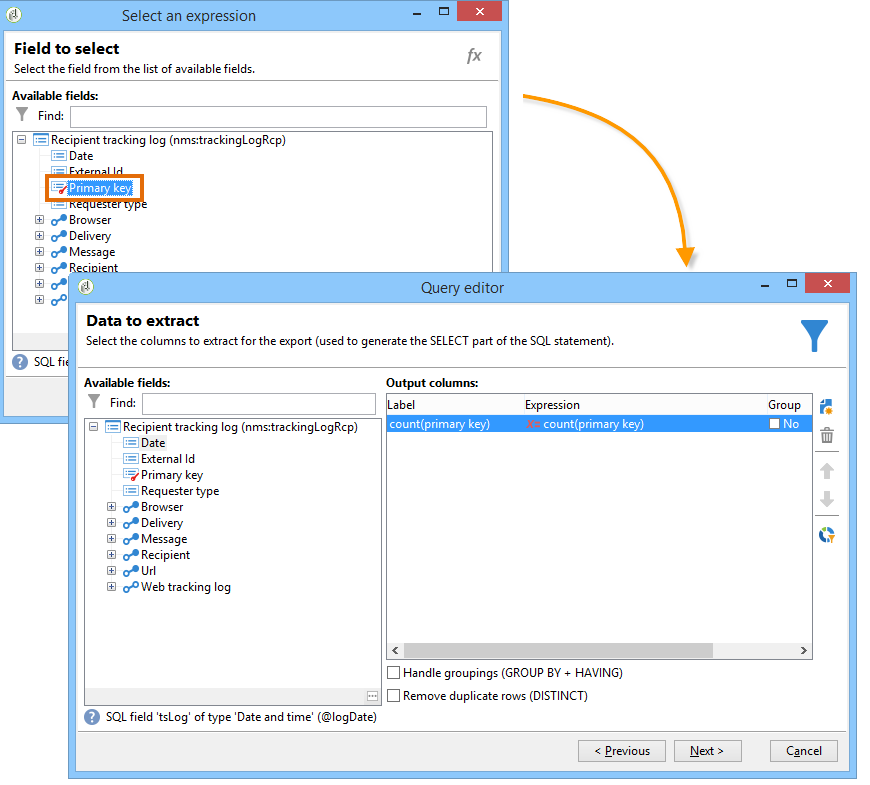 Select an expression
Field to select
Select the field from the list of available fields.
fx
Available fields:
Find:
Recipient tracking log (nms:trackingLogRcp)
Date
External Id
Primary key
Requester type
Browser
Delivery
Message
Recipient
SQL fie
Query editor
Data to extract
Select the columns to extract for the export (used to generate the SELECT part of the SQL statement).
Available fields:
Find:
Recipient tracking log (nms:trackingLogRcp)
Date
External Id
Primary key
Requester type
Browser
Delivery
Message
Recipient
Url
Web tracking log
SQL field 'tsLog' of type 'Date and time' (@logDate)
Output columns:
Label Expression Group
count(primary key) fx count(primary key) No
Handle groupings (GROUP BY + HAVING)
Remove duplicate rows (DISTINCT)
< Previous Next > Cancel